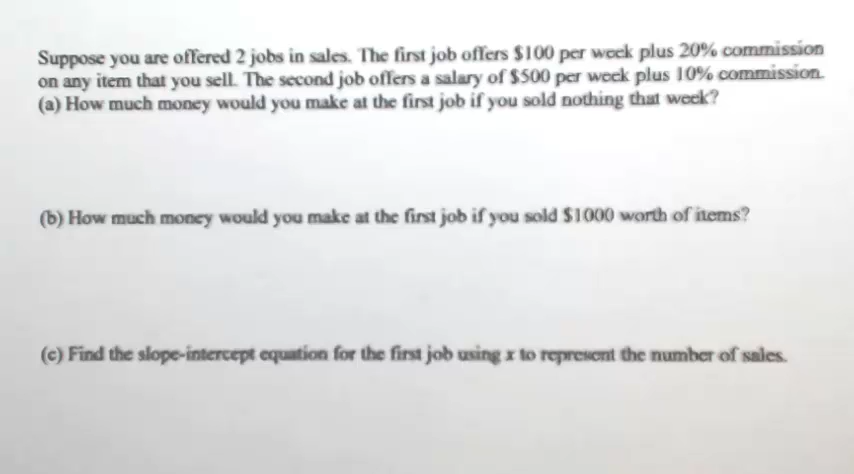 Suppose you are offered 2 jobs in sales. The first job offers $100 per week plus 20% commission
on any item that you sell. The second job offers a salary of $500 per week plus 10% commission.
(a) How much money would you make at the first job if you sold nothing that week?
(b) How much money would you make at the first job if you sold $1000 worth of items?
(c) Find the slope-intercept equation for the first job using x to represent the number of sales.